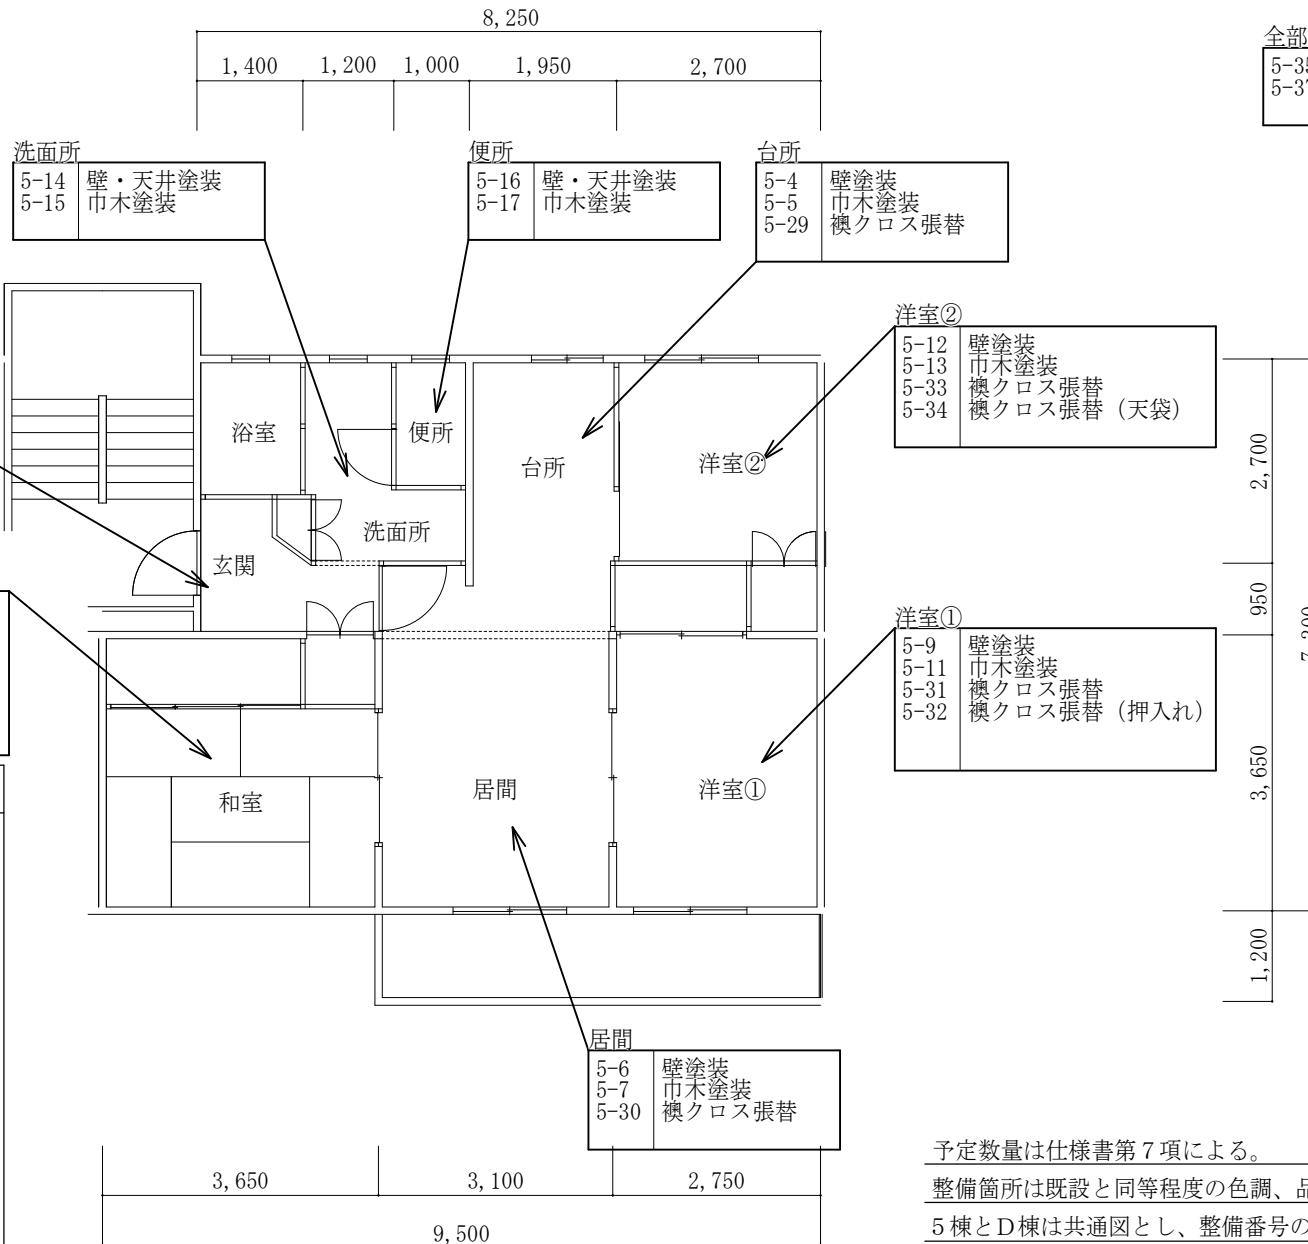 8,250
1,400 1,200 1,000 1,950 2,700
全部
5-35
5-37
洗面所
5-14 壁・天井塗装
5-15 巾木塗装
便所
5-16 壁・天井塗装
5-17 巾木塗装
台所
5-4 壁塗装
5-5 巾木塗装
5-29 襖クロス張替
洋室②
5-12 壁塗装
5-13 巾木塗装
5-33 襖クロス張替
5-34 襖クロス張替（天袋）
浴室
便所
台所
洋室②
洗面所
玄関
2,700
950
7,300
洋室①
5-9 壁塗装
5-11 巾木塗装
5-31 襖クロス張替
5-32 襖クロス張替（押入れ）
和室
居間
洋室①
3,650
1,200
居間
5-6 壁塗装
5-7 巾木塗装
5-30 襖クロス張替
3,650 3,100 2,750
9,500
予定数量は仕様書第７項による。
整備箇所は既設と同等程度の色調、品
５棟とＤ棟は共通図とし、整備番号の